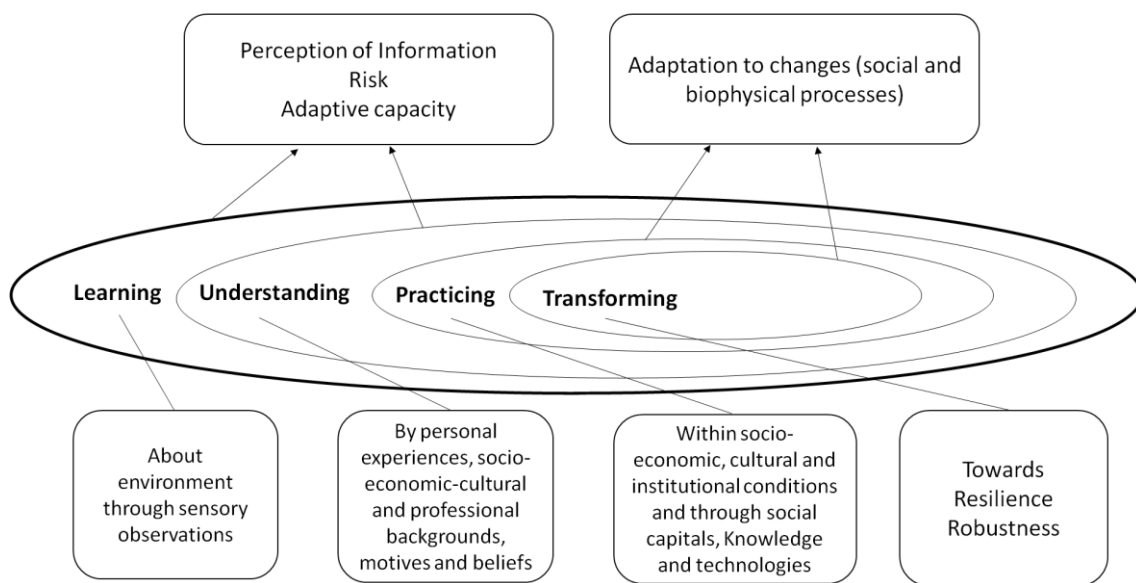 Perception of Information
Risk
Adaptive capacity
Adaptation to changes (social and
biophysical processes)
Learning
Understanding
Practicing
Transforming
About
environment
through sensory
observations
By personal
experiences, socio-
economic-cultural
and professional
backgrounds,
motives and beliefs
Within socio-
economic, cultural and
institutional conditions
and through social
capitals, Knowledge
and technologies
Towards
Resilience
Robustness